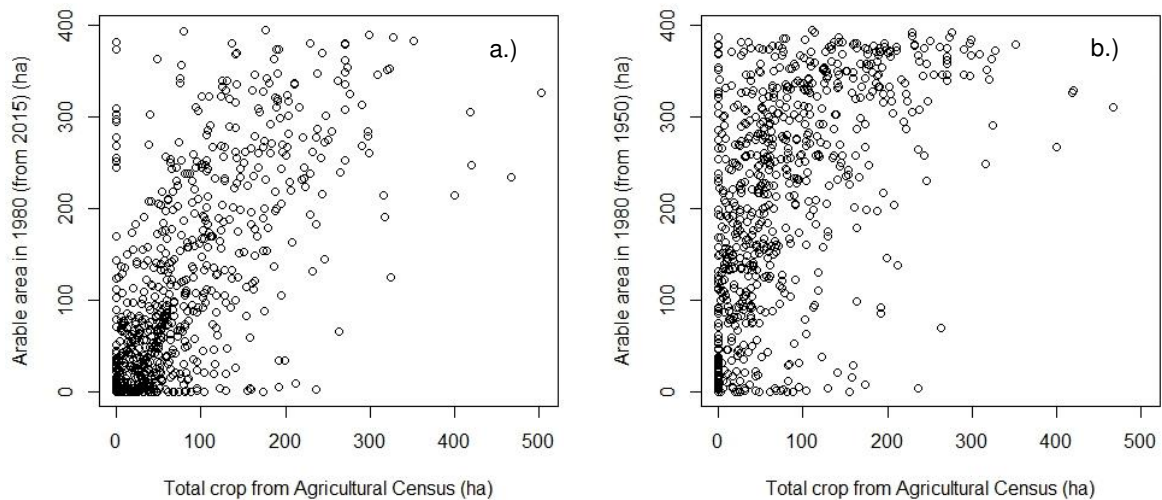 a.)
Arable area in 1980 (from 2015) (ha)
400
300
200
100
0
0 100 200 300 400 500
Total crop from Agricultural Census (ha)
b.)
Arable area in 1980 (from 1950) (ha)
400
300
200
100
0
0 100 200 300 400 500
Total crop from Agricultural Census (ha)